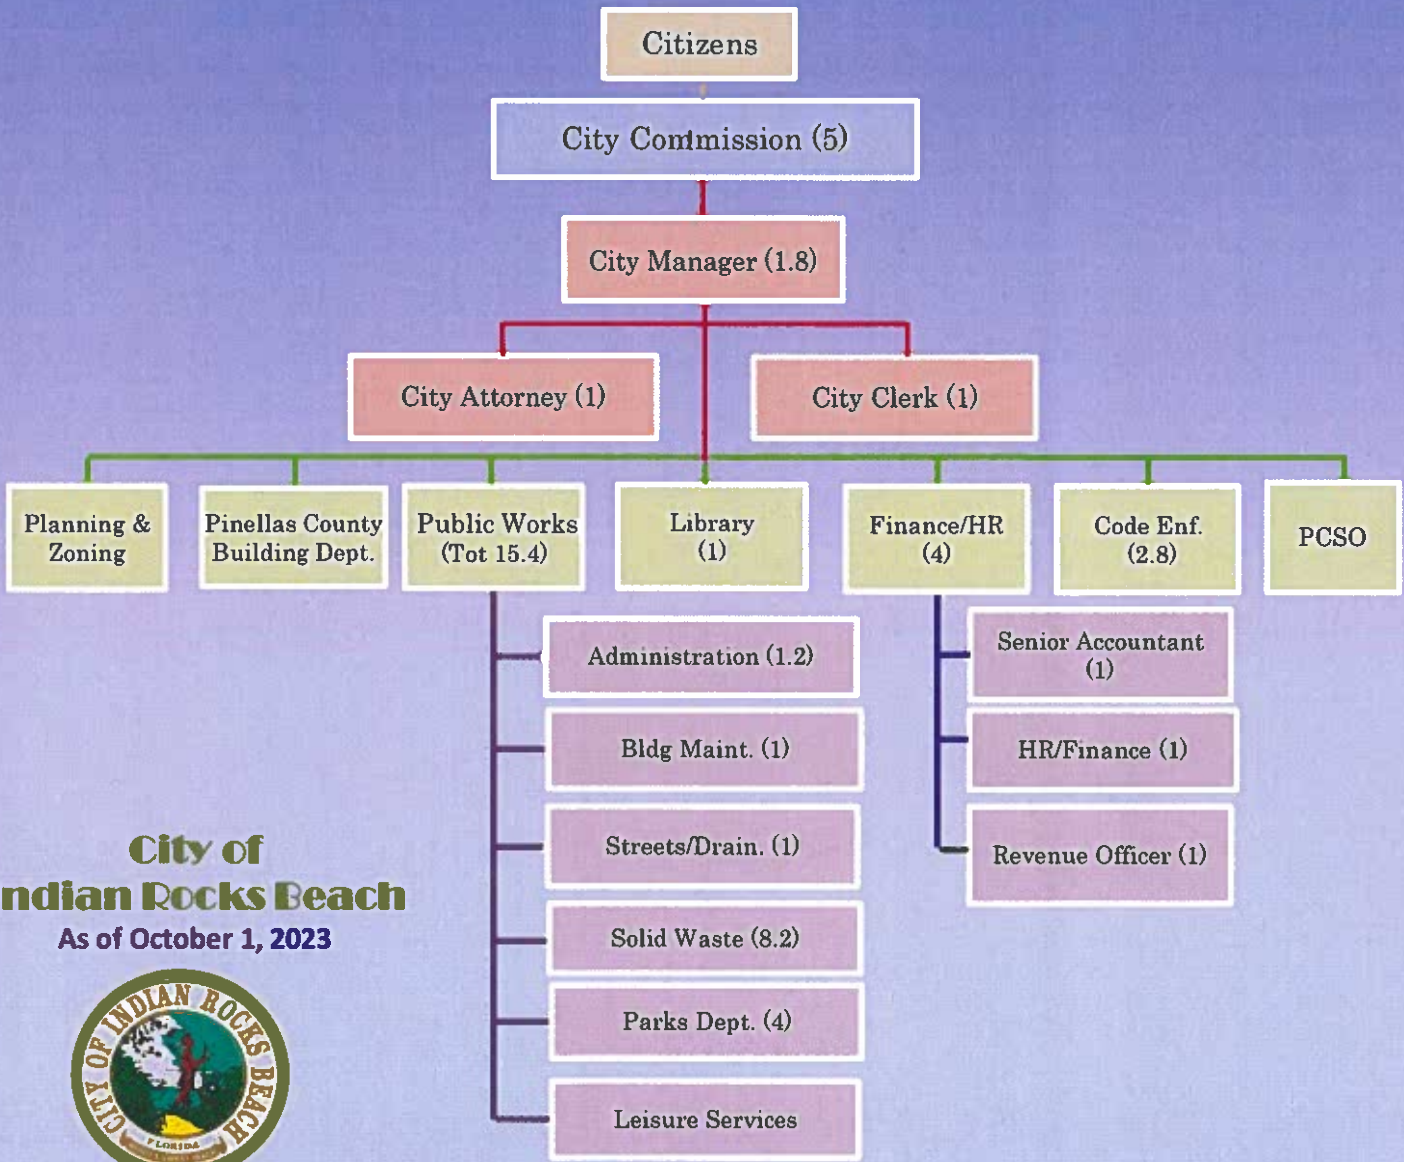 Citizens
City Commission (5)
City Manager (1.8)
City Attorney (1)
City Clerk (1)
Planning &
Zoning
Pinellas County
Building Dept.
Public Works
(Tot 15.4)
Library
(1)
Finance/HR
(4)
Code Enf.
(2.8)
PCSO
Administration (1.2)
Bldg Maint. (1)
Streets/Drain. (1)
Solid Waste (8.2)
Parks Dept. (4)
Leisure Services
Senior Accountant
(1)
HR/Finance (1)
Revenue Officer (1)
City of
ndian Rocks Beach
As of October 1, 2023
CITY OF INDIAN ROCKS BEACH
FLORIDA